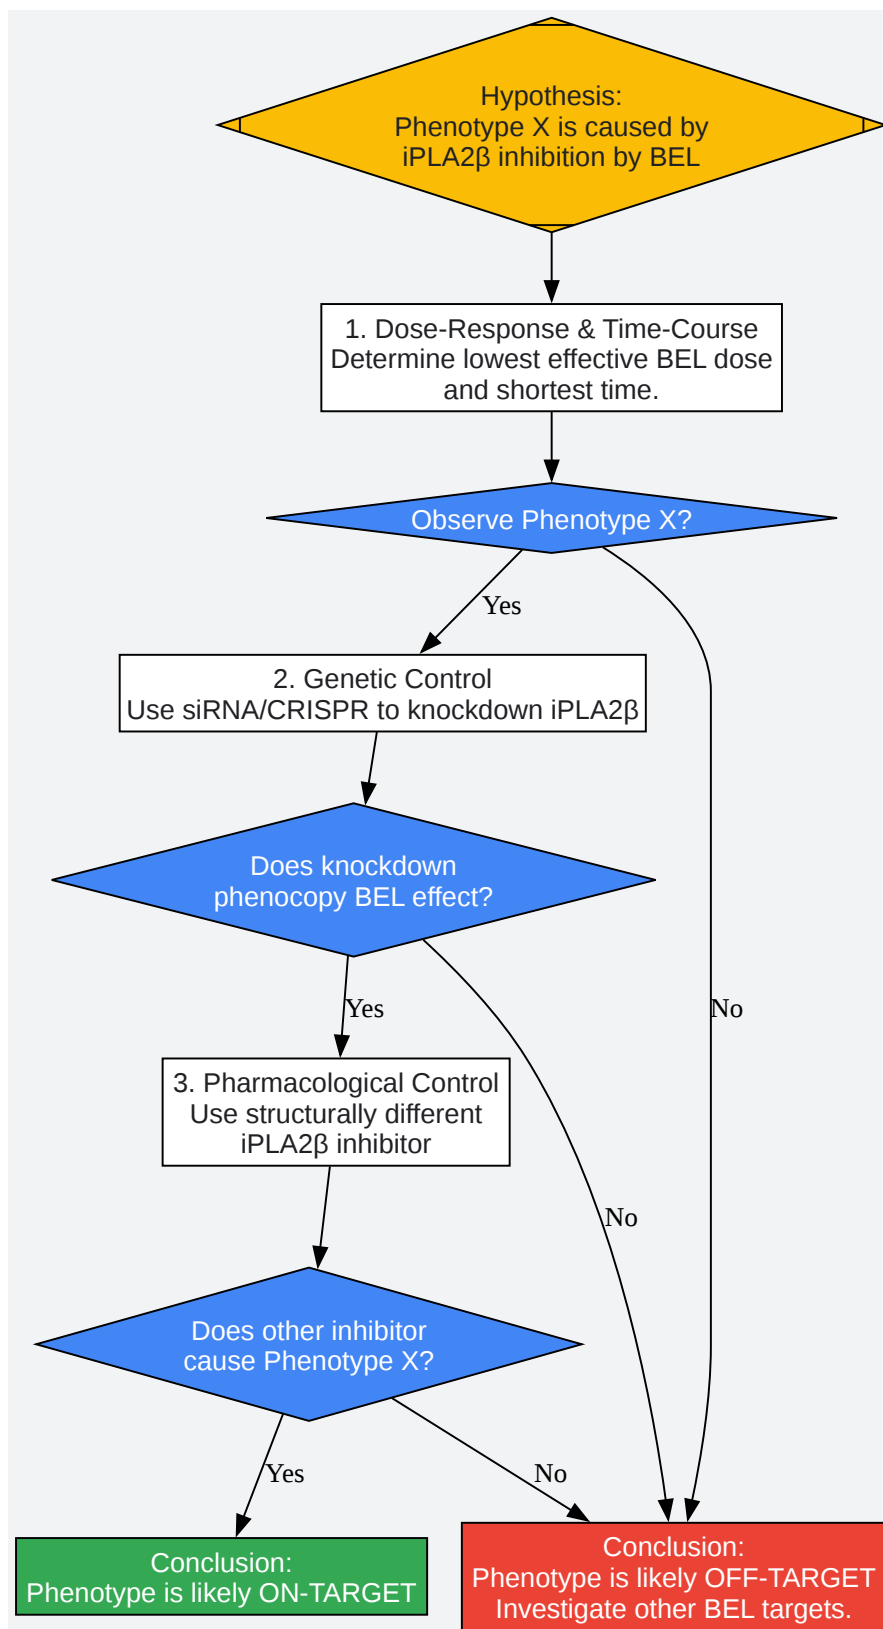 Hypothesis:
Phenotype X is caused by
iPLA2β inhibition by BEL
1. Dose-Response & Time-Course
Determine lowest effective BEL dose
and shortest time.
Observe Phenotype X?
Yes
2. Genetic Control
Use siRNA/CRISPR to knockdown iPLA2β
Does knockdown
phenocopy BEL effect?
Yes
No
3. Pharmacological Control
Use structurally different
iPLA2β inhibitor
No
Does other inhibitor
cause Phenotype X?
Yes
No
Conclusion:
Phenotype is likely ON-TARGET
Conclusion:
Phenotype is likely OFF-TARGET
Investigate other BEL targets.